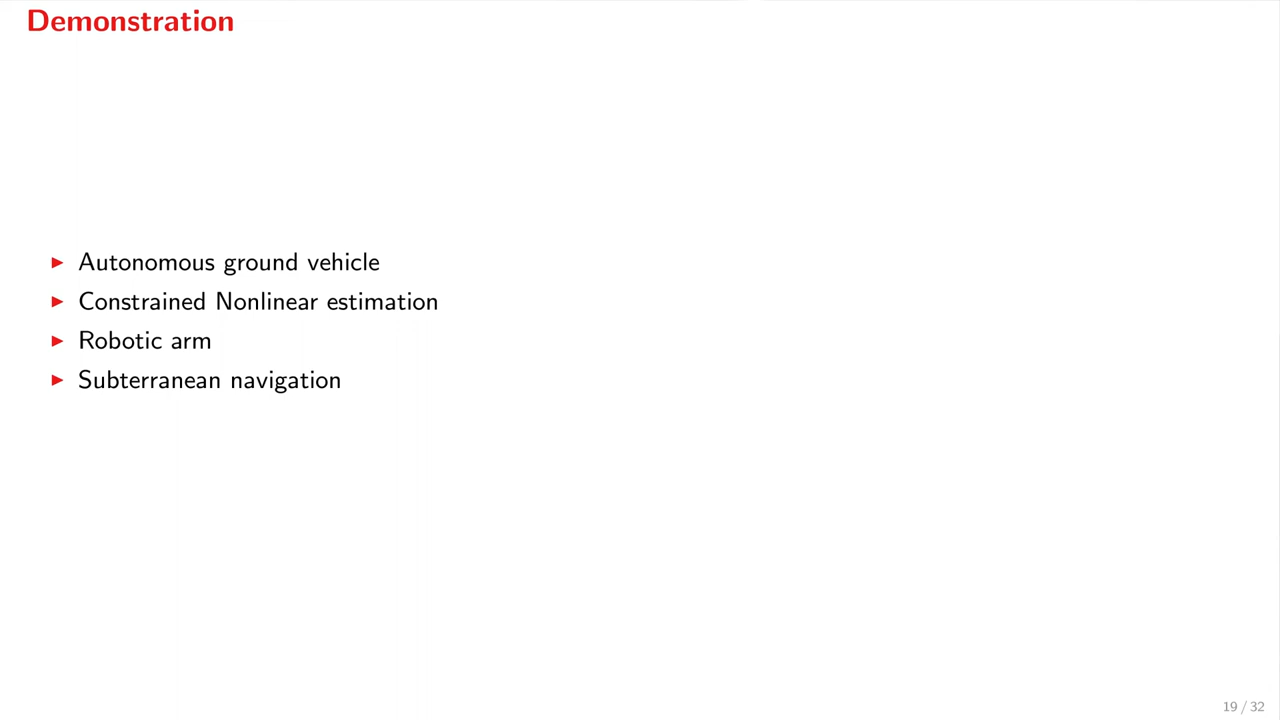 Demonstration
▶ Autonomous ground vehicle
▶ Constrained Nonlinear estimation
▶ Robotic arm
▶ Subterranean navigation
19 / 32